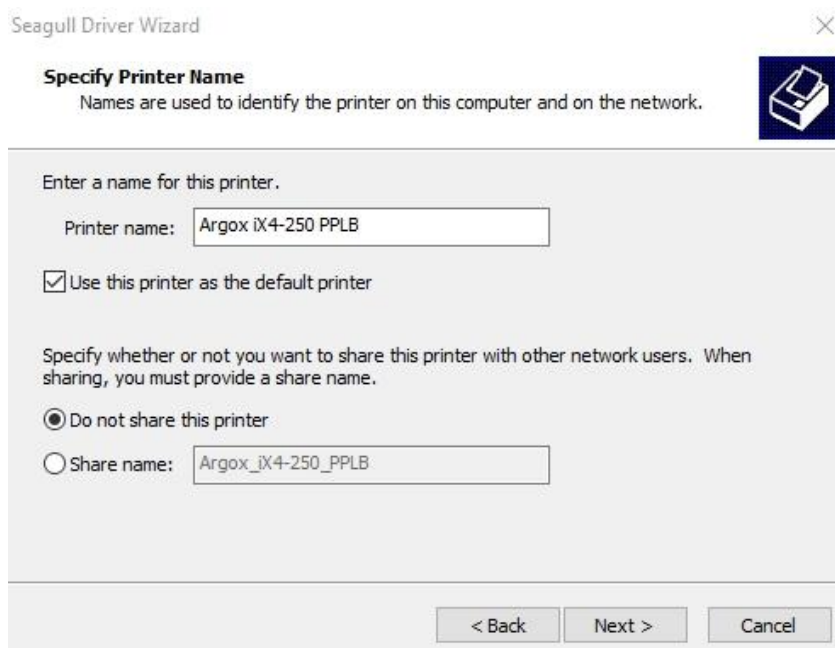 Seagull Driver Wizard
Specify Printer Name
Names are used to identify the printer on this computer and on the network.
Enter a name for this printer.
Printer name: Argox iX4-250 PPLB
Use this printer as the default printer
Specify whether or not you want to share this printer with other network users. When
sharing, you must provide a share name.
Do not share this printer
Share name: Argox_iX4-250_PPLB
< Back Next > Cancel